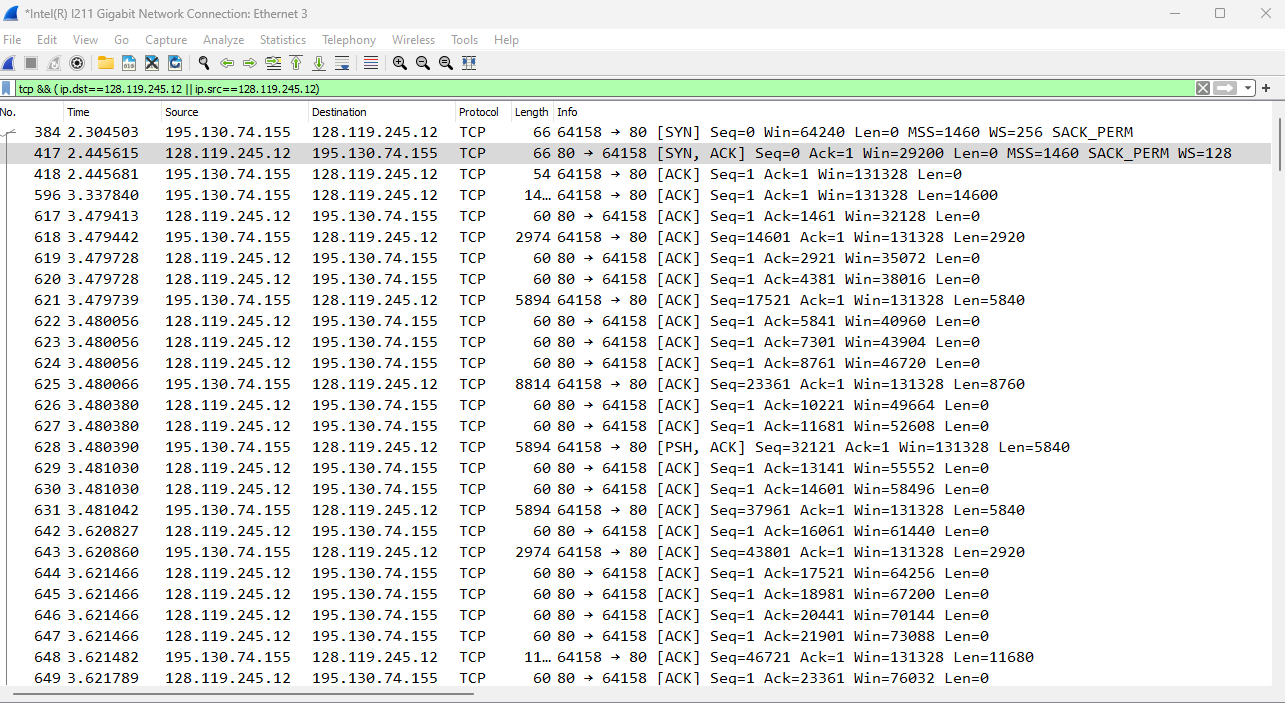 *Intel(R) I211 Gigabit Network Connection: Ethernet 3
File Edit View Go Capture Analyze Statistics Telephony Wireless Tools Help
tcp && (ip.dst==128.119.245.12 || ip.src==128.119.245.12)
No. Time Source Destination Protocol Length Info
384 2.304503 195.130.74.155 128.119.245.12 TCP 66 64158 → 80 [SYN] Seq=0 Win=64240 Len=0 MSS=1460 WS=256 SACK_PERM
417 2.445615 128.119.245.12 195.130.74.155 TCP 66 80 → 64158 [SYN, ACK] Seq=0 Ack=1 Win=29200 Len=0 MSS=1460 SACK_PERM WS=128
418 2.445681 195.130.74.155 128.119.245.12 TCP 54 64158 → 80 [ACK] Seq=1 Ack=1 Win=131328 Len=0
596 3.337840 195.130.74.155 128.119.245.12 TCP 14… 64158 → 80 [ACK] Seq=1 Ack=1 Win=131328 Len=14600
617 3.479413 128.119.245.12 195.130.74.155 TCP 60 80 → 64158 [ACK] Seq=1 Ack=1461 Win=32128 Len=0
618 3.479442 195.130.74.155 128.119.245.12 TCP 2974 64158 → 80 [ACK] Seq=14601 Ack=1 Win=131328 Len=2920
619 3.479728 128.119.245.12 195.130.74.155 TCP 60 80 → 64158 [ACK] Seq=1 Ack=2921 Win=35072 Len=0
620 3.479728 128.119.245.12 195.130.74.155 TCP 60 80 → 64158 [ACK] Seq=1 Ack=4381 Win=38016 Len=0
621 3.479739 195.130.74.155 128.119.245.12 TCP 5894 64158 → 80 [ACK] Seq=17521 Ack=1 Win=131328 Len=5840
622 3.480056 128.119.245.12 195.130.74.155 TCP 60 80 → 64158 [ACK] Seq=1 Ack=5841 Win=40960 Len=0
623 3.480056 128.119.245.12 195.130.74.155 TCP 60 80 → 64158 [ACK] Seq=1 Ack=7301 Win=43904 Len=0
624 3.480056 128.119.245.12 195.130.74.155 TCP 60 80 → 64158 [ACK] Seq=1 Ack=8761 Win=46720 Len=0
625 3.480066 195.130.74.155 128.119.245.12 TCP 8814 64158 → 80 [ACK] Seq=23361 Ack=1 Win=131328 Len=8760
626 3.480380 128.119.245.12 195.130.74.155 TCP 60 80 → 64158 [ACK] Seq=1 Ack=10221 Win=49664 Len=0
627 3.480380 128.119.245.12 195.130.74.155 TCP 60 80 → 64158 [ACK] Seq=1 Ack=11681 Win=52608 Len=0
628 3.480390 195.130.74.155 128.119.245.12 TCP 5894 64158 → 80 [PSH, ACK] Seq=32121 Ack=1 Win=131328 Len=5840
629 3.481030 128.119.245.12 195.130.74.155 TCP 60 80 → 64158 [ACK] Seq=1 Ack=13141 Win=55552 Len=0
630 3.481030 128.119.245.12 195.130.74.155 TCP 60 80 → 64158 [ACK] Seq=1 Ack=14601 Win=58496 Len=0
631 3.481042 195.130.74.155 128.119.245.12 TCP 5894 64158 → 80 [ACK] Seq=37961 Ack=1 Win=131328 Len=5840
642 3.620827 128.119.245.12 195.130.74.155 TCP 60 80 → 64158 [ACK] Seq=1 Ack=16061 Win=61440 Len=0
643 3.620860 195.130.74.155 128.119.245.12 TCP 2974 64158 → 80 [ACK] Seq=43801 Ack=1 Win=131328 Len=2920
644 3.621466 128.119.245.12 195.130.74.155 TCP 60 80 → 64158 [ACK] Seq=1 Ack=17521 Win=64256 Len=0
645 3.621466 128.119.245.12 195.130.74.155 TCP 60 80 → 64158 [ACK] Seq=1 Ack=18981 Win=67200 Len=0
646 3.621466 128.119.245.12 195.130.74.155 TCP 60 80 → 64158 [ACK] Seq=1 Ack=20441 Win=70144 Len=0
647 3.621466 128.119.245.12 195.130.74.155 TCP 60 80 → 64158 [ACK] Seq=1 Ack=21901 Win=73088 Len=0
648 3.621482 195.130.74.155 128.119.245.12 TCP 11… 64158 → 80 [ACK] Seq=46721 Ack=1 Win=131328 Len=11680
649 3.621789 128.119.245.12 195.130.74.155 TCP 60 80 → 64158 [ACK] Seq=1 Ack=23361 Win=76032 Len=0